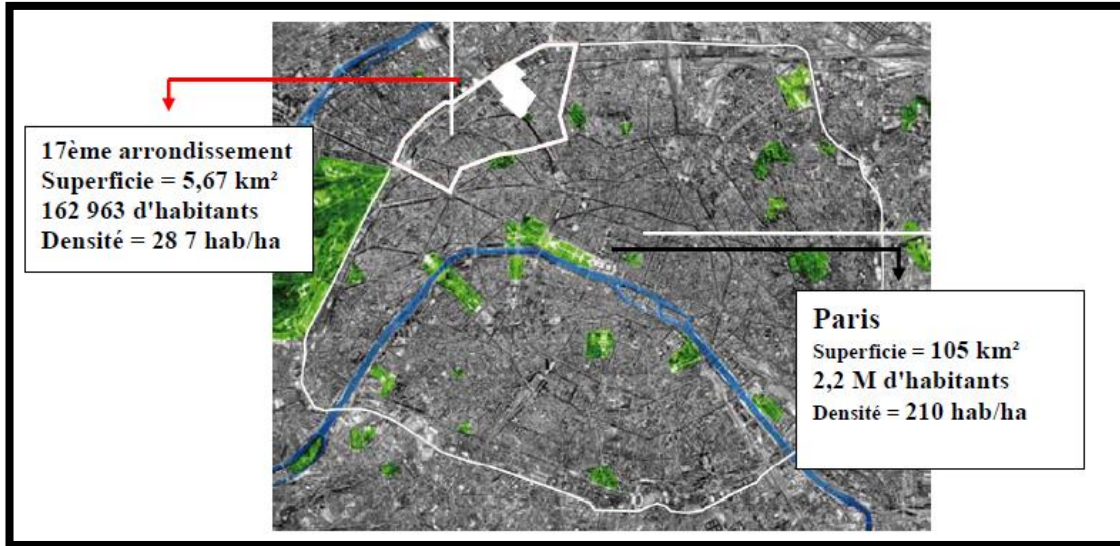 17ème arrondissement
Superficie = 5,67 km²
162 963 d'habitants
Densité = 28 7 hab/ha
Paris
Superficie = 105 km²
2,2 M d'habitants
Densité = 210 hab/ha